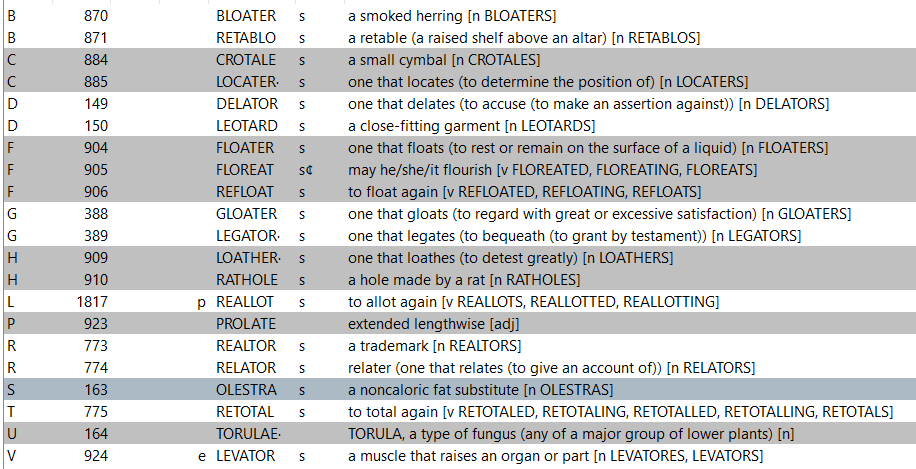 B 870 BLOATER s a smoked herring [n BLOATERS]
B 871 RETABLO s a retable (a raised shelf above an altar) [n RETABLOS]
C 884 CROTALE s a small cymbal [n CROTALES]
C 885 LOCATER· s one that locates (to determine the position of) [n LOCATERS]
D 149 DELATOR s one that delates (to accuse (to make an assertion against)) [n DELATORS]
D 150 LEOTARD s a close-fitting garment [n LEOTARDS]
F 904 FLOATER s one that floats (to rest or remain on the surface of a liquid) [n FLOATERS]
F 905 FLOREAT s¢ may he/she/it flourish [v FLOREATED, FLOREATING, FLOREATS]
F 906 REFLOAT s to float again [v REFLOATED, REFLOATING, REFLOATS]
G 388 GLOATER s one that gloats (to regard with great or excessive satisfaction) [n GLOATERS]
G 389 LEGATOR· s one that legates (to bequeath (to grant by testament)) [n LEGATORS]
H 909 LOATHER· s one that loathes (to detest greatly) [n LOATHERS]
H 910 RATHOLE s a hole made by a rat [n RATHOLES]
L 1817 p REALLOT s to allot again [v REALLOTS, REALLOTTED, REALLOTTING]
P 923 PROLATE extended lengthwise [adj]
R 773 REALTOR s a trademark [n REALTORS]
R 774 RELATOR s relater (one that relates (to give an account of)) [n RELATORS]
S 163 OLESTRA s a noncaloric fat substitute [n OLESTRAS]
T 775 RETOTAL s to total again [v RETOTALED, RETOTALING, RETOTALLED, RETOTALLING, RETOTALS]
U 164 TORULAE· TORULA, a type of fungus (any of a major group of lower plants) [n]
V 924 e LEVATOR s a muscle that raises an organ or part [n LEVATORES, LEVATORS]